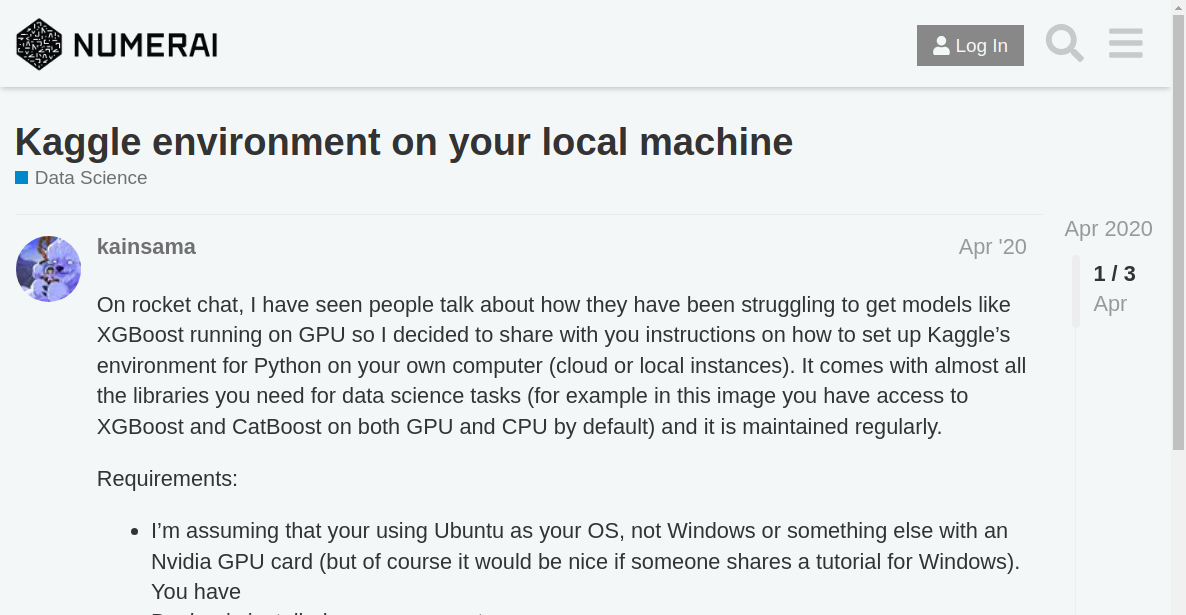 NUMERAI
Log In
Kaggle environment on your local machine
Data Science
kainsama
Apr '20
Apr 2020
1 / 3
Apr
On rocket chat, I have seen people talk about how they have been struggling to get models like
XGBoost running on GPU so I decided to share with you instructions on how to set up Kaggle’s
environment for Python on your own computer (cloud or local instances). It comes with almost all
the libraries you need for data science tasks (for example in this image you have access to
XGBoost and CatBoost on both GPU and CPU by default) and it is maintained regularly.
Requirements:
I’m assuming that your using Ubuntu as your OS, not Windows or something else with an
Nvidia GPU card (but of course it would be nice if someone shares a tutorial for Windows).
You have